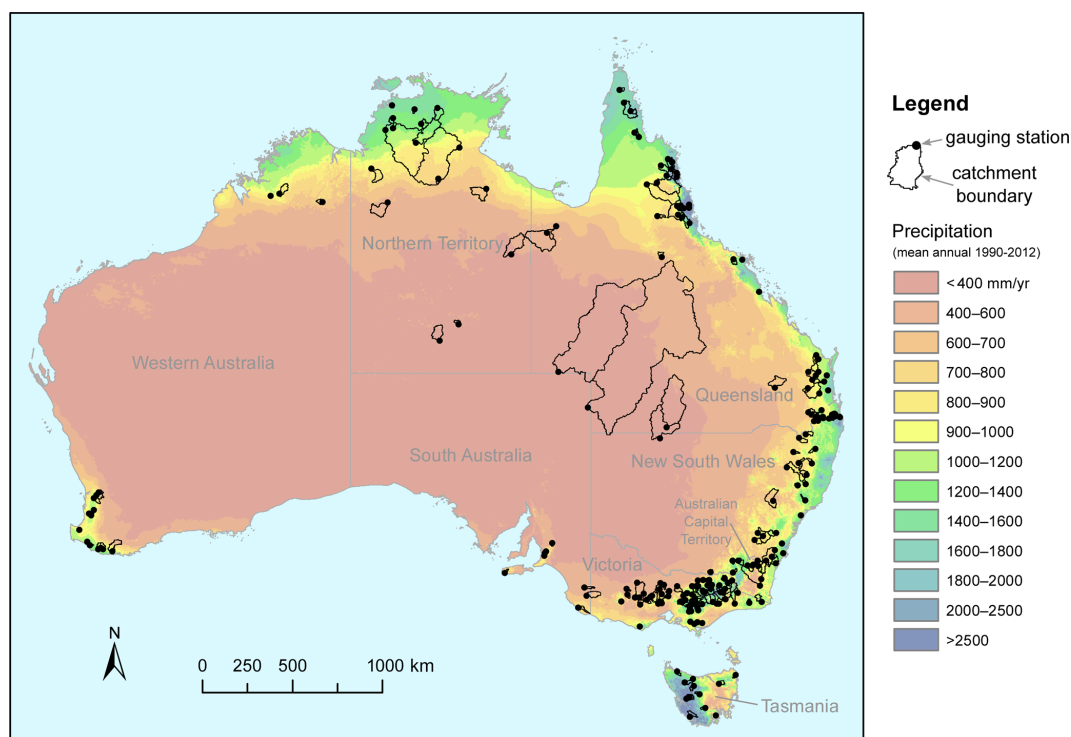 Northern Territory
Western Australia
Queensland
South Australia
New South Wales
Australian
Capital
Territory
Victoria
Tasmania
N
0 250 500 1000 km
Legend
gauging station
catchment
boundary
Precipitation
(mean annual 1990-2012)
<400 mm/yr
400–600
600–700
700–800
800–900
900–1000
1000–1200
1200–1400
1400–1600
1600–1800
1800–2000
2000–2500
>2500